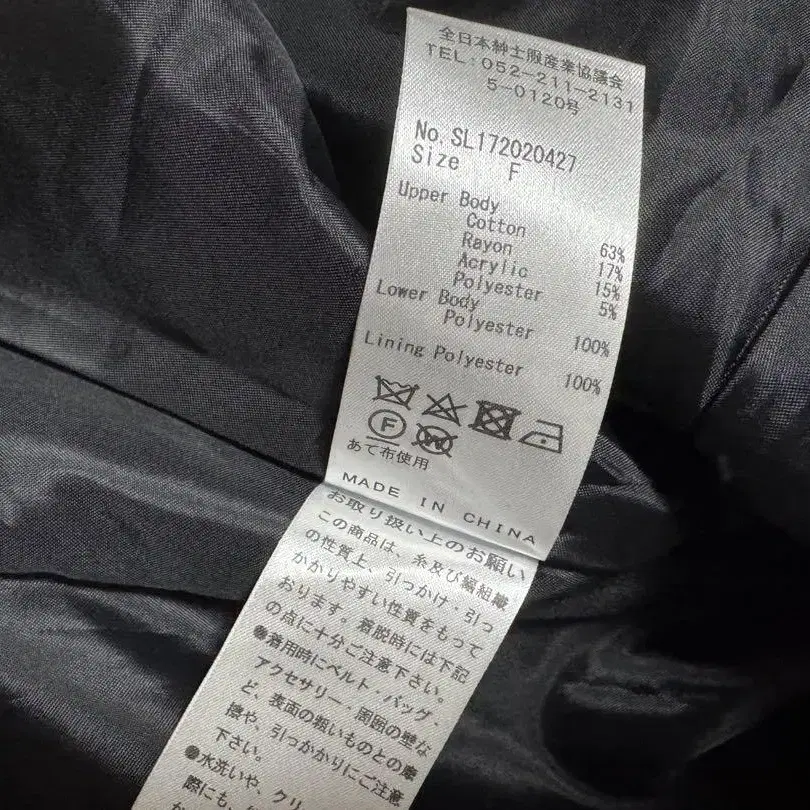 全日本紳士服産業協議会
TEL:052-211-2131
5-0120号
No. SL172020427
Size F
Upper Body
Cotton 63%
Rayon 17%
Acrylic 15%
Polyester 5%
Lower Body
Polyester 100%
Lining Polyester 100%
F
W
あて布使用
MADE IN CHINA
お取り扱い上のお願い
この商品は、糸及び編組織
の性質上、引っかけ・引っ
かかりやすい性質をもって
おります。着脱時には下記
の点に十分ご注意下さい。
●着用時にベルト・バッグ、
アクセサリー・周囲の壁な
ど、表面の粗いものとの摩
擦や、引っかかりにご注意
下さい。
●水洗いや、クリ
際にも、